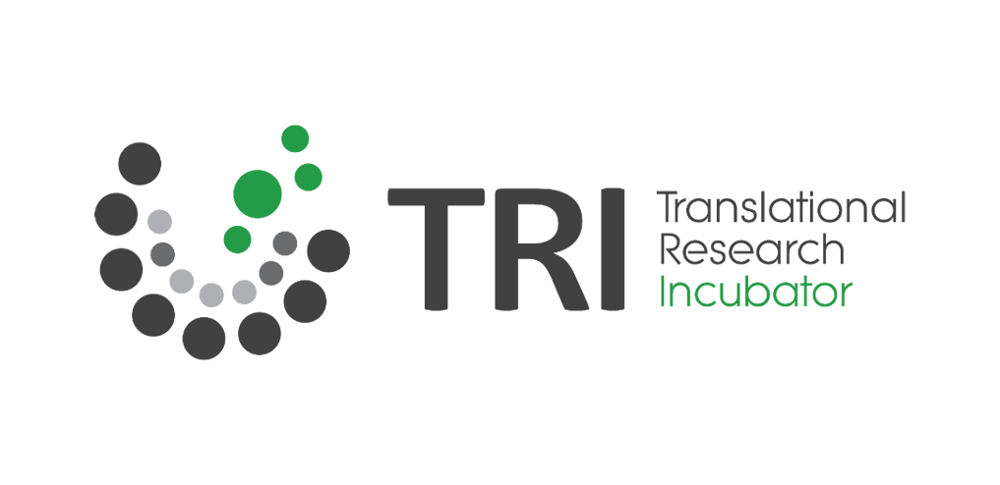 TRI
Translational
Research
Incubator